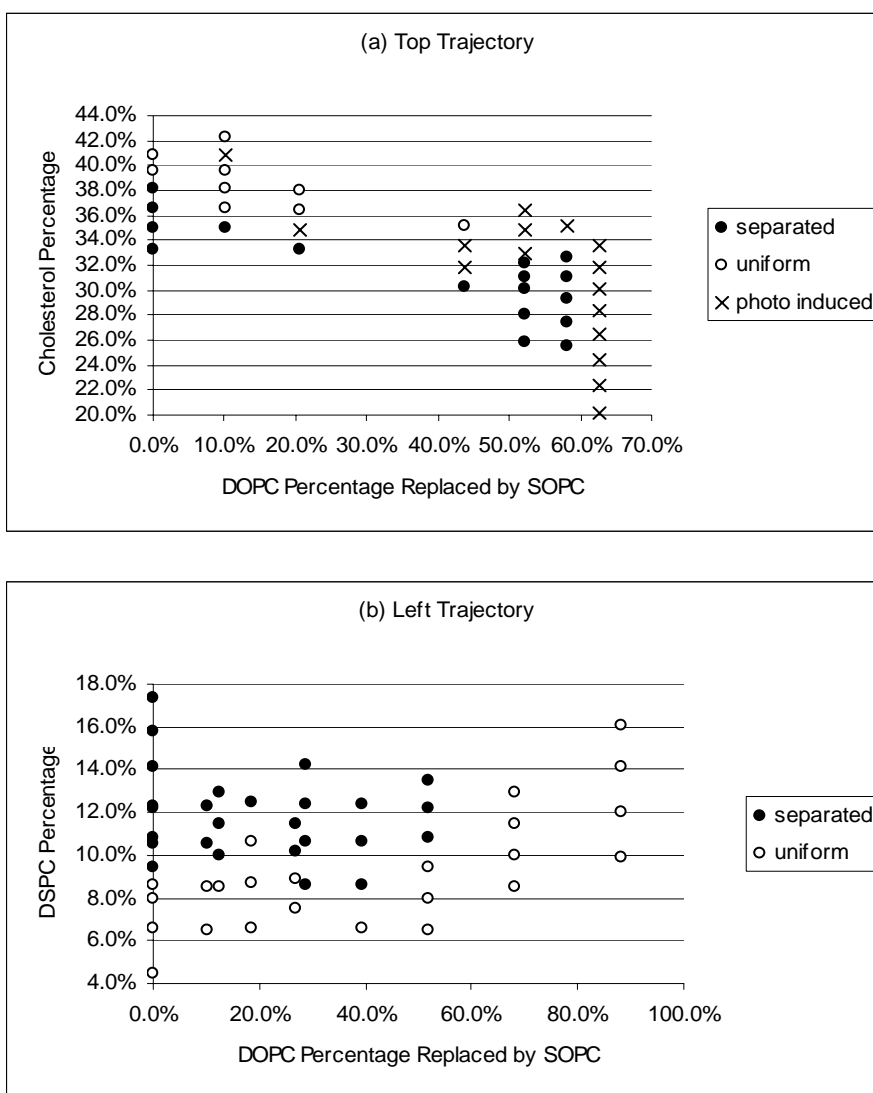 (a) Top Trajectory
Cholesterol Percentage
44.0%
42.0%
40.0%
38.0%
36.0%
34.0%
32.0%
30.0%
28.0%
26.0%
24.0%
22.0%
20.0%
0.0% 10.0% 20.0% 30.0% 40.0% 50.0% 60.0% 70.0%
DOPC Percentage Replaced by SOPC
separated
uniform
photo induced
(b) Left Trajectory
DSPC Percentage
18.0%
16.0%
14.0%
12.0%
10.0%
8.0%
6.0%
4.0%
0.0% 20.0% 40.0% 60.0% 80.0% 100.0%
DOPC Percentage Replaced by SOPC
separated
uniform